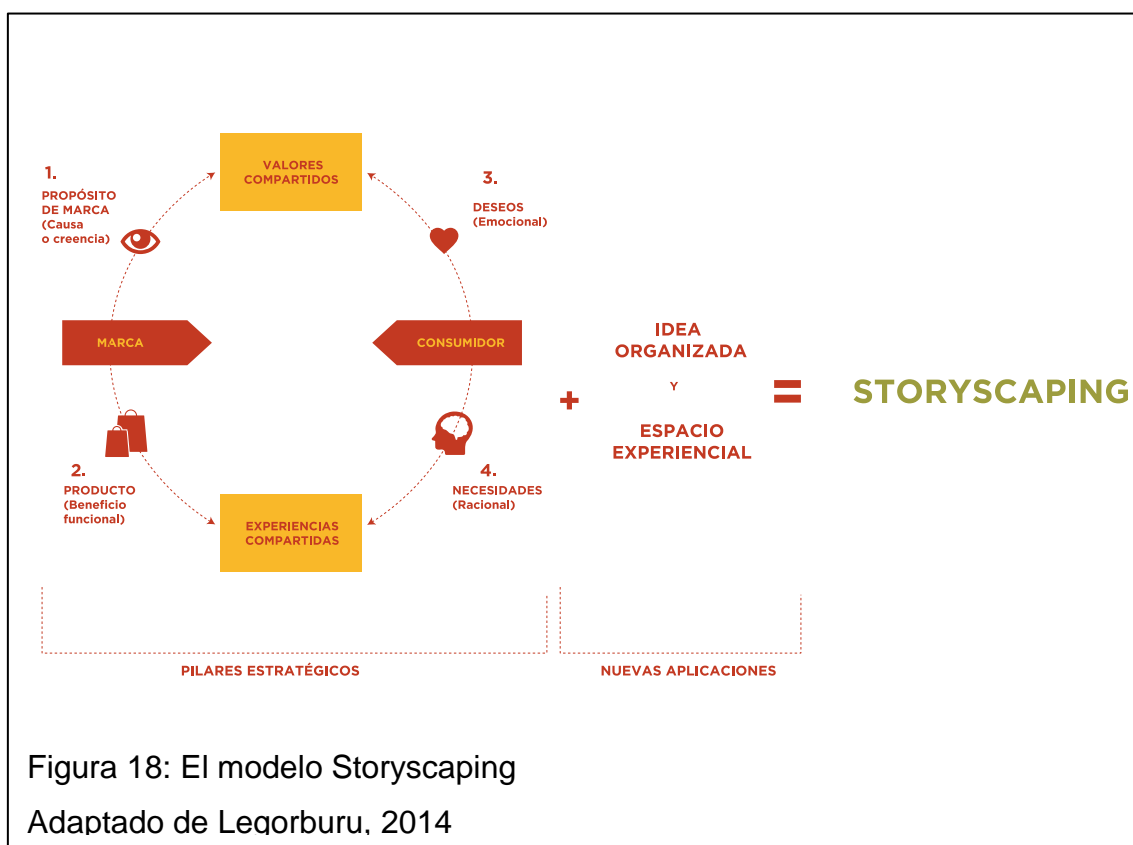 VALORES
COMPARTIDOS
1.
PROPÓSITO
DE MARCA
(Causa
o creencia)
3.
DESEOS
(Emocional)
MARCA
CONSUMIDOR
2.
PRODUCTO
(Beneficio
funcional)
4.
NECESIDADES
(Racional)
EXPERIENCIAS
COMPARTIDAS
+
IDEA
ORGANIZADA
Y
ESPACIO
EXPERIENCIAL
=
STORYSCAPING
PILARES ESTRATÉGICOS
NUEVAS APLICACIONES
Figura 18: El modelo Storyscaping
Adaptado de Legorburu, 2014